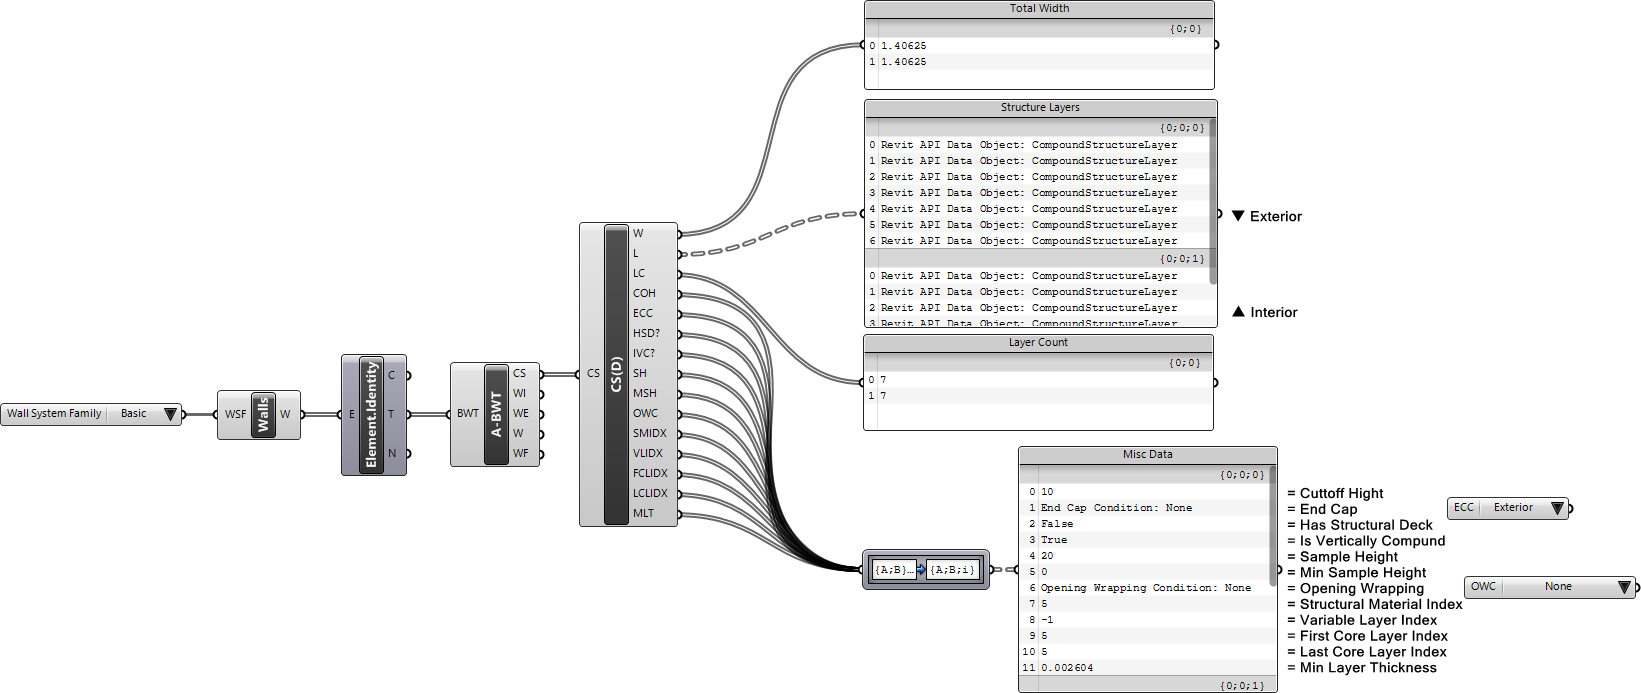 Wall System Family Basic
WSF Walls W
E Element.Identity C
T
N
BWT A-BWT CS
WI
WE
W
WF
CS CS(D) W
L
LC
COH
ECC
HSD?
IVC?
SH
MSH
OWC
SMIDX
VLIDX
FCLIDX
LCLIDX
MLT
Total Width
{0;0}
0 1.40625
1 1.40625
Structure Layers
{0;0;0}
0 Revit API Data Object: CompoundStructureLayer
1 Revit API Data Object: CompoundStructureLayer
2 Revit API Data Object: CompoundStructureLayer
3 Revit API Data Object: CompoundStructureLayer
4 Revit API Data Object: CompoundStructureLayer
5 Revit API Data Object: CompoundStructureLayer
6 Revit API Data Object: CompoundStructureLayer
{0;0;1}
0 Revit API Data Object: CompoundStructureLayer
1 Revit API Data Object: CompoundStructureLayer
2 Revit API Data Object: CompoundStructureLayer
3 Revit API Data Object: CompoundStructureLayer
▼ Exterior
▲ Interior
Layer Count
{0;0}
0 7
1 7
{A;B}... {A;B;i}
Misc Data
{0;0;0}
0 10
1 End Cap Condition: None
2 False
3 True
4 20
5 0
6 Opening Wrapping Condition: None
7 5
8 -1
9 5
10 5
11 0.002604
{0;0;1}
= Cuttoff Hight
= End Cap
= Has Structural Deck
= Is Vertically Compund
= Sample Height
= Min Sample Height
= Opening Wrapping
= Structural Material Index
= Variable Layer Index
= First Core Layer Index
= Last Core Layer Index
= Min Layer Thickness
ECC Exterior
OWC None